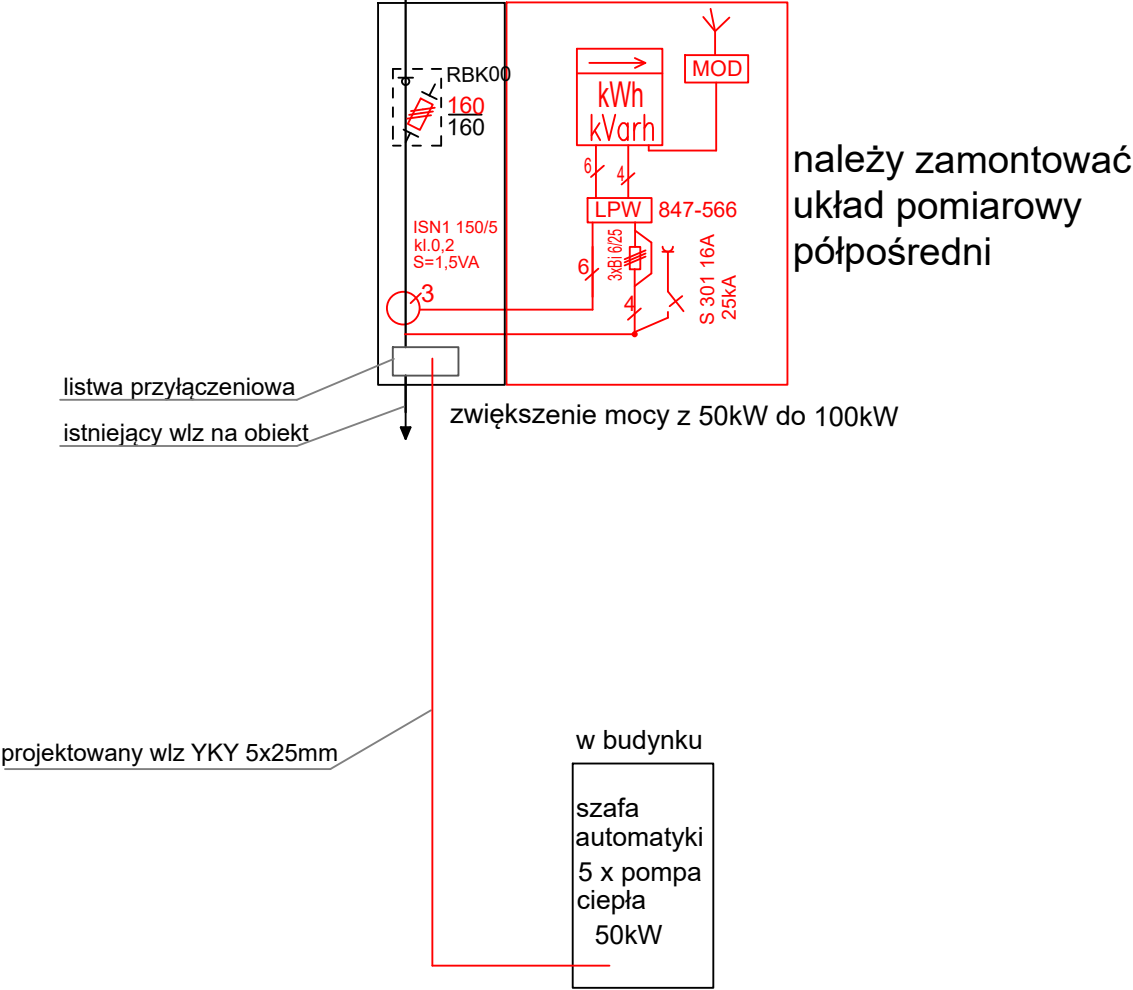 RBK00
160
160
MOD
kWh
kVarh
6
4
LPW 847-566
ISN1 150/5
kl.0,2
S=1,5VA
3
6
3xBi 6/25
4
S 301 16A
25kA
należy zamontować
układ pomiarowy
półpośredni
listwa przyłączeniowa
istniejący wlz na obiekt
zwiększenie mocy z 50kW do 100kW
projektowany wlz YKY 5x25mm
w budynku
szafa
automatyki
5 x pompa
ciepła
50kW